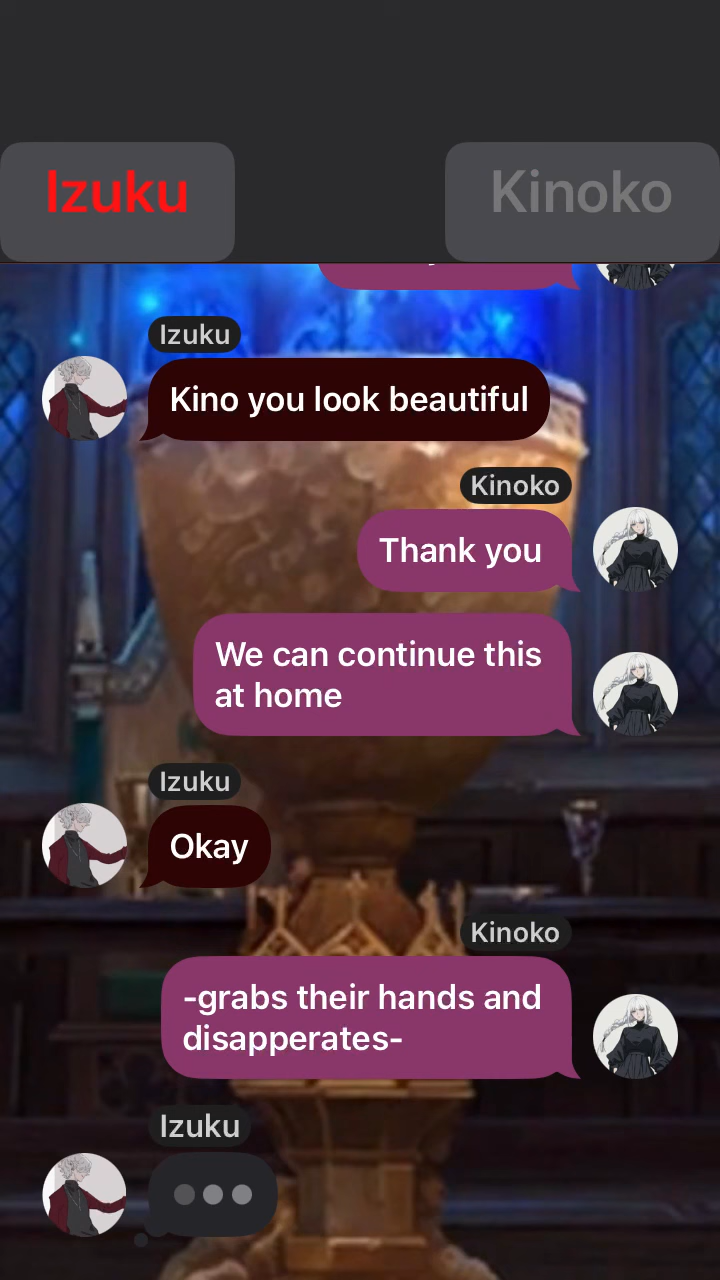 Izuku
Kinoko
Izuku
Kino you look beautiful
Kinoko
Thank you
We can continue this
at home
Izuku
Okay
Kinoko
-grabs their hands and
disapperates-
Izuku